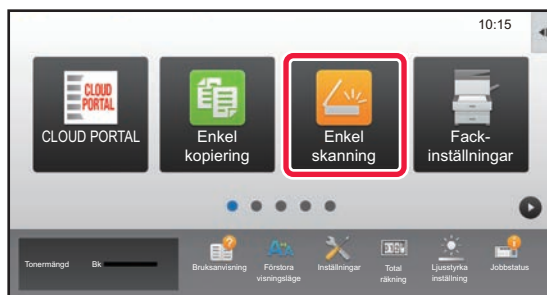 10:15
CLOUD
PORTAL
CLOUD PORTAL
Enkel
kopiering
Enkel
skanning
Fack-
inställningar
Tonermängd
Bk
Bruksanvisning
Förstora
visningsläge
Inställningar
Total
räkning
Ljusstyrka
inställning
Jobbstatus